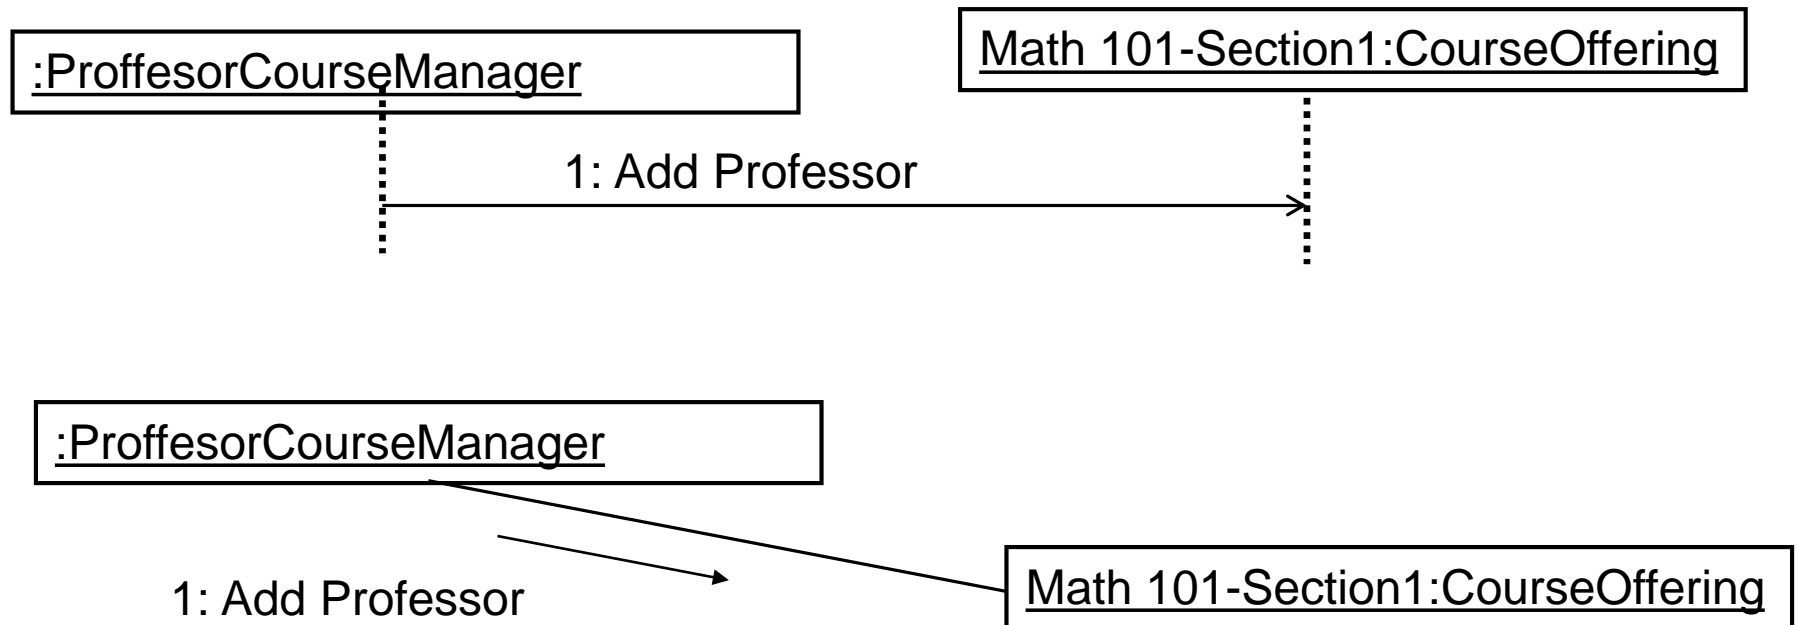 :ProffesorCourseManager
Math 101-Section1:CourseOffering
1: Add Professor
:ProffesorCourseManager
1: Add Professor
Math 101-Section1:CourseOffering